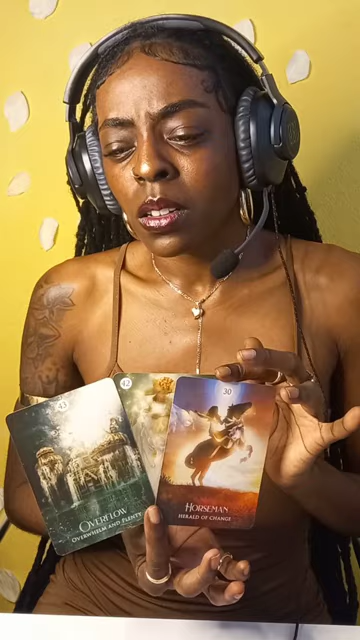 43
OVERFLOW
OVERWHELM AND PLENTY
12
30
HORSEMAN
HERALD OF CHANGE